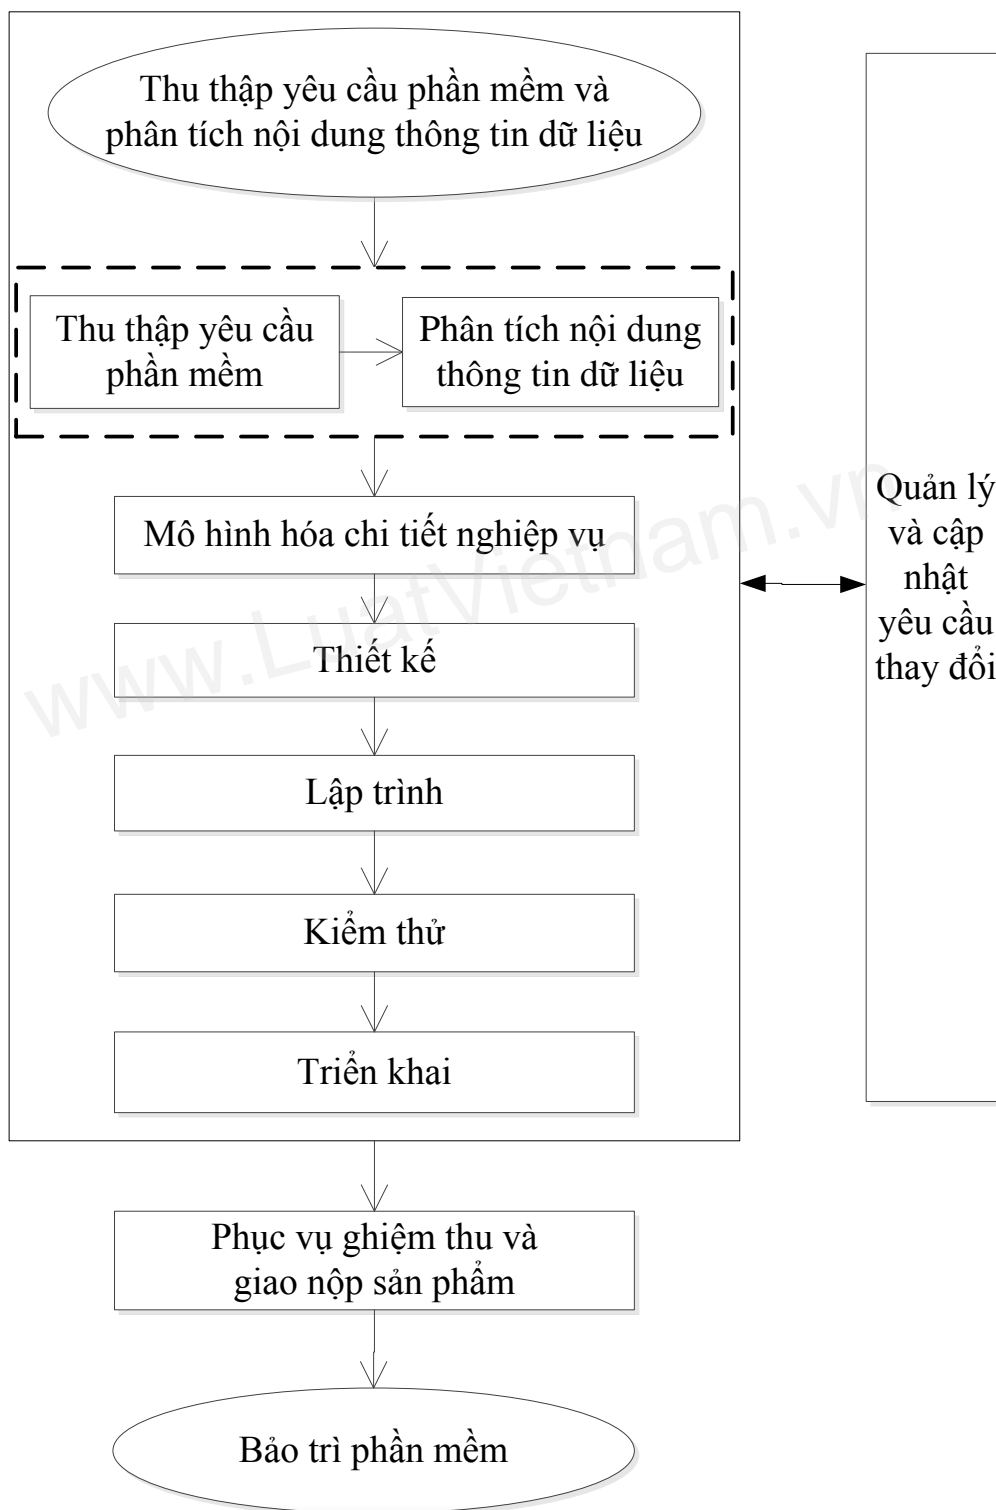 Thu thập yêu cầu phần mềm và
phân tích nội dung thông tin dữ liệu
Thu thập yêu cầu
phần mềm
Phân tích nội dung
thông tin dữ liệu
Mô hình hóa chi tiết nghiệp vụ
Thiết kế
Lập trình
Kiểm thử
Triển khai
Phục vụ ghiệm thu và
giao nộp sản phẩm
Bảo trì phần mềm
Quản lý
và cập
nhật
yêu cầu
thay đổi
www.LuatVietnam.vn